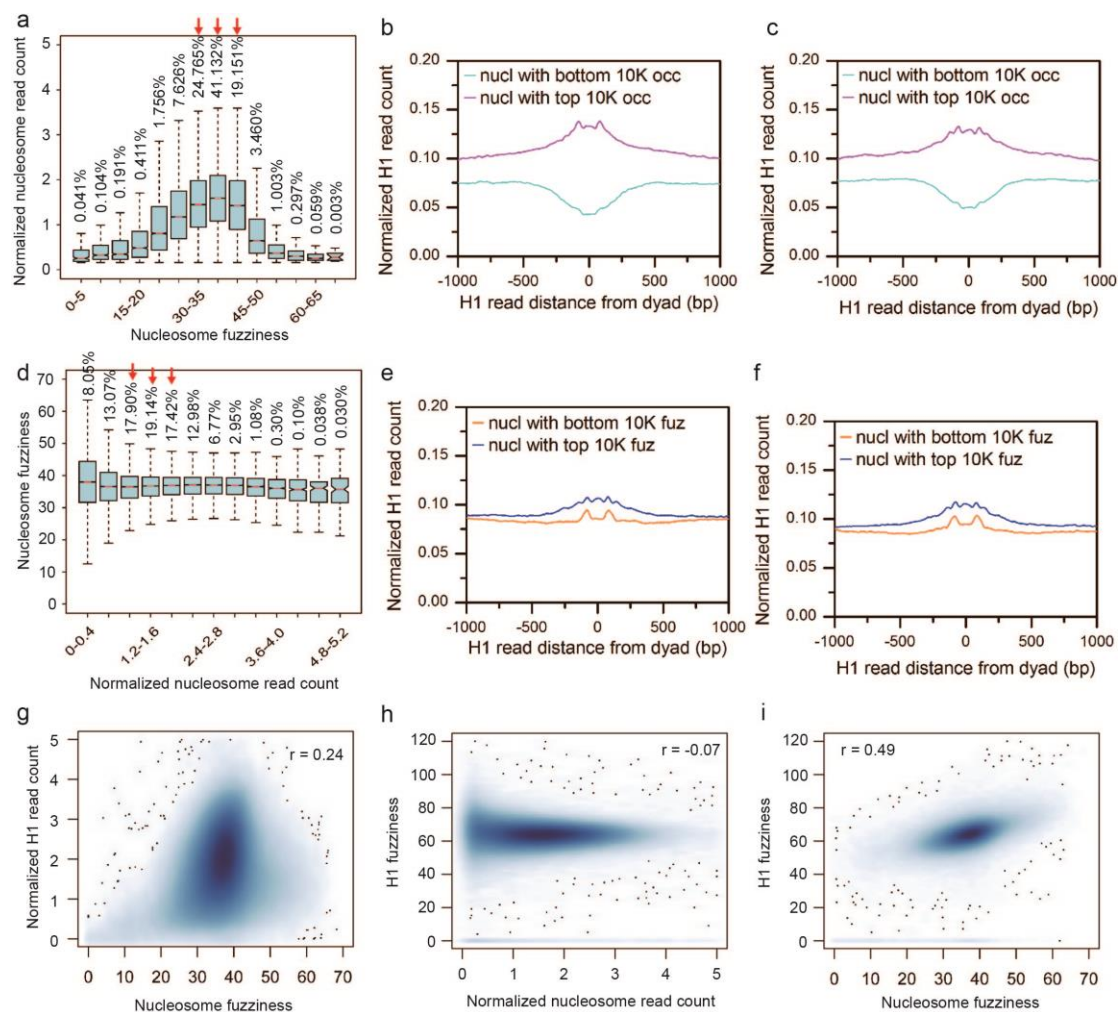 a
Normalized nucleosome read count
5
4
3
2
1
0
0.041%
0.104%
0.191%
0.411%
1.756%
7.626%
24.765%
41.132%
19.151%
3.460%
1.003%
0.297%
0.059%
0.003%
0-5
15-20
30-35
45-50
60-65
Nucleosome fuzziness
b
Normalized H1 read count
0.20
0.15
0.10
0.05
0.00
nucl with bottom 10K occ
nucl with top 10K occ
-1000 -500 0 500 1000
H1 read distance from dyad (bp)
c
Normalized H1 read count
0.20
0.15
0.10
0.05
0.00
nucl with bottom 10K occ
nucl with top 10K occ
-1000 -500 0 500 1000
H1 read distance from dyad (bp)
d
Nucleosome fuzziness
70
60
50
40
30
20
10
0
8.05%
13.07%
17.90%
19.14%
17.42%
12.98%
6.77%
2.95%
1.08%
0.30%
0.10%
0.038%
0.030%
0-0.4
1.2-1.6
2.4-2.8
3.6-4.0
4.8-5.2
Normalized nucleosome read count
e
Normalized H1 read count
0.20
0.15
0.10
0.05
0.00
nucl with bottom 10K fuz
nucl with top 10K fuz
-1000 -500 0 500 1000
H1 read distance from dyad (bp)
f
Normalized H1 read count
0.20
0.15
0.10
0.05
0.00
nucl with bottom 10K fuz
nucl with top 10K fuz
-1000 -500 0 500 1000
H1 read distance from dyad (bp)
g
Normalized H1 read count
5
4
3
2
1
0
r = 0.24
0 10 20 30 40 50 60 70
Nucleosome fuzziness
h
H1 fuzziness
120
100
80
60
40
20
0
r = -0.07
0 1 2 3 4 5
Normalized nucleosome read count
i
H1 fuzziness
120
100
80
60
40
20
0
r = 0.49
0 10 20 30 40 50 60 70
Nucleosome fuzziness